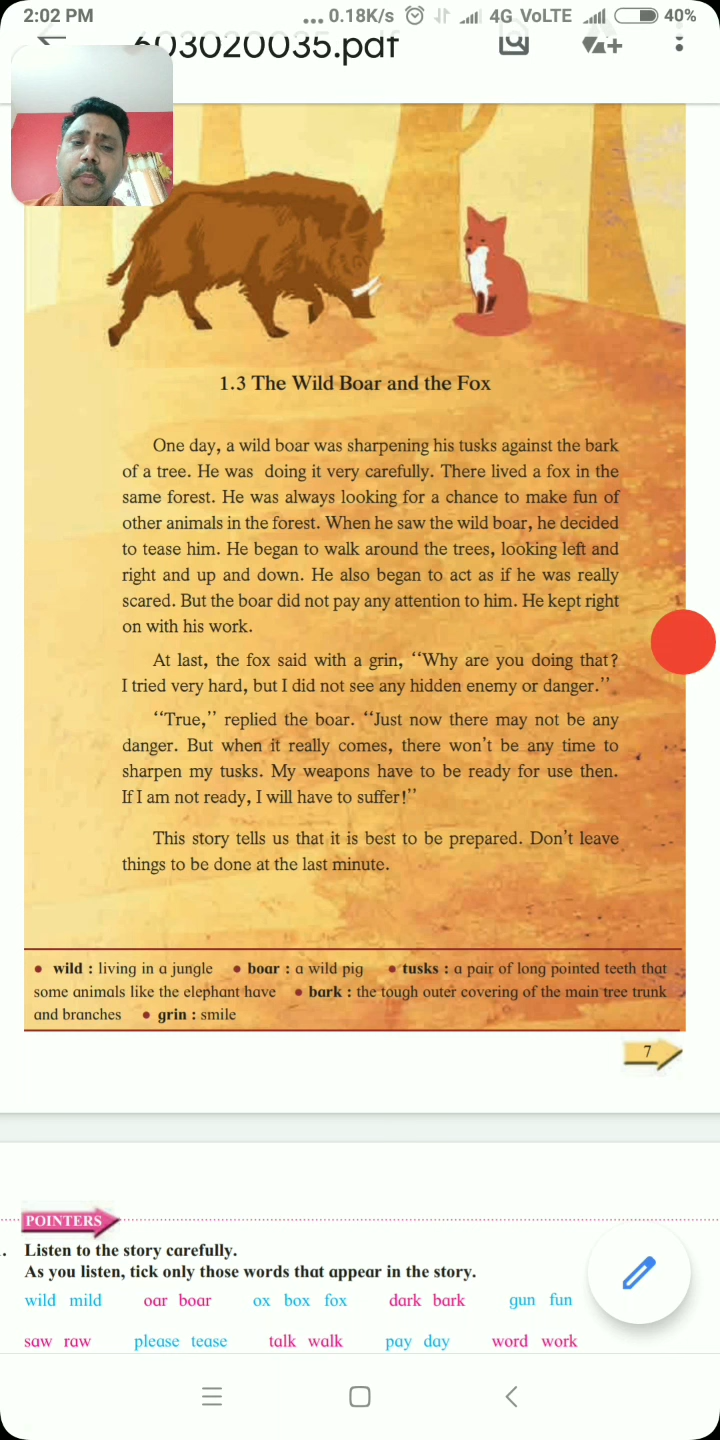 2:02 PM ... 0.18K/s 4G VoLTE 40%
603020035.pdf
1.3 The Wild Boar and the Fox
One day, a wild boar was sharpening his tusks against the bark
of a tree. He was doing it very carefully. There lived a fox in the
same forest. He was always looking for a chance to make fun of
other animals in the forest. When he saw the wild boar, he decided
to tease him. He began to walk around the trees, looking left and
right and up and down. He also began to act as if he was really
scared. But the boar did not pay any attention to him. He kept right
on with his work.
At last, the fox said with a grin, ‘‘Why are you doing that?
I tried very hard, but I did not see any hidden enemy or danger.’’
‘‘True,’’ replied the boar. ‘‘Just now there may not be any
danger. But when it really comes, there won’t be any time to
sharpen my tusks. My weapons have to be ready for use then.
If I am not ready, I will have to suffer!’’
This story tells us that it is best to be prepared. Don’t leave
things to be done at the last minute.
• wild : living in a jungle • boar : a wild pig • tusks : a pair of long pointed teeth that
some animals like the elephant have • bark : the tough outer covering of the main tree trunk
and branches • grin : smile
7
POINTERS
. Listen to the story carefully.
As you listen, tick only those words that appear in the story.
wild mild oar boar ox box fox dark bark gun fun
saw raw please tease talk walk pay day word work